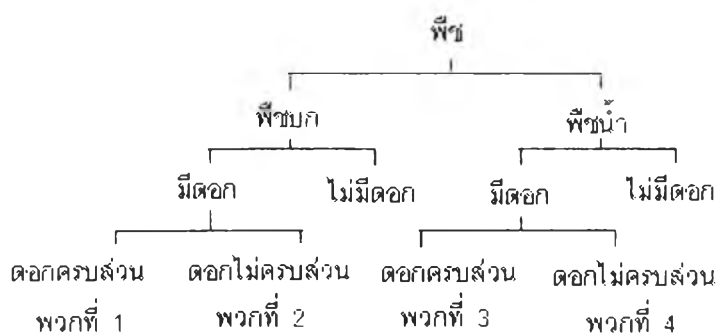 พืช
พืชบก พืชน้ำ
มีดอก ไม่มีดอก มีดอก ไม่มีดอก
ดอกครบส่วน ดอกไม่ครบส่วน ดอกครบส่วน ดอกไม่ครบส่วน
พวกที่ 1 พวกที่ 2 พวกที่ 3 พวกที่ 4